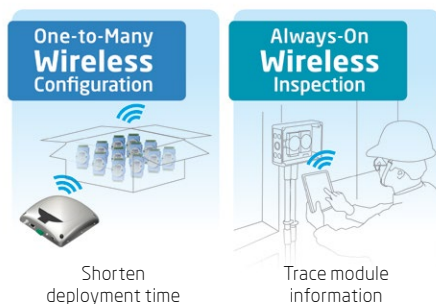 One-to-Many
Wireless
Configuration
Shorten
deployment time
Always-On
Wireless
Inspection
Trace module
information